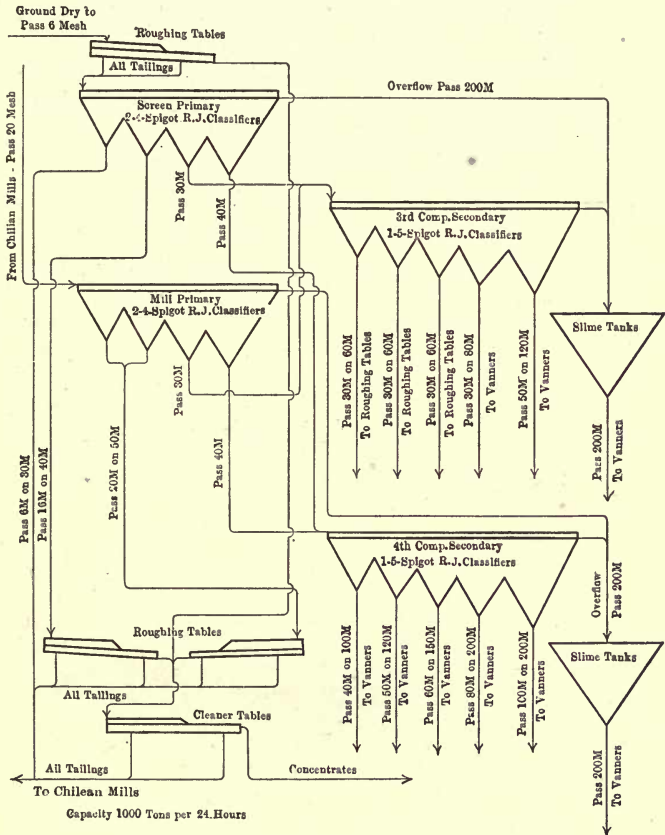 Ground Dry to
Pass 6 Mesh
Roughing Tables
All Tailings
Overflow Pass 200M
Screen Primary
2-4-Spigot R.J.Classifiers
From Chilian Mills - Pass 20 Mesh
Pass 30M
Pass 40M
3rd Comp.Secondary
1-5-Spigot R.J.Classifiers
Mill Primary
2-4-Spigot R.J.Classifiers
Slime Tanks
Pass 30M on 60M
To Roughing Tables
Pass 30M on 60M
To Roughing Tables
Pass 30M on 60M
To Roughing Tables
Pass 30M on 80M
To Vanners
Pass 50M on 120M
To Vanners
Pass 30M
Pass 40M
Pass 200M
To Vanners
Pass 6M on 30M
Pass 16M on 40M
Pass 20M on 50M
4th Comp.Secondary
1-5-Spigot R.J.Classifiers
Overflow
Pass 200M
Roughing Tables
Slime Tanks
Pass 40M on 100M
To Vanners
Pass 50M on 120M
To Vanners
Pass 60M on 150M
To Vanners
Pass 80M on 200M
To Vanners
Pass 100M on 200M
To Vanners
All Tailings
Cleaner Tables
All Tailings
Concentrates
Pass 200M
To Vanners
To Chilean Mills
Capacity 1000 Tons per 24.Hours